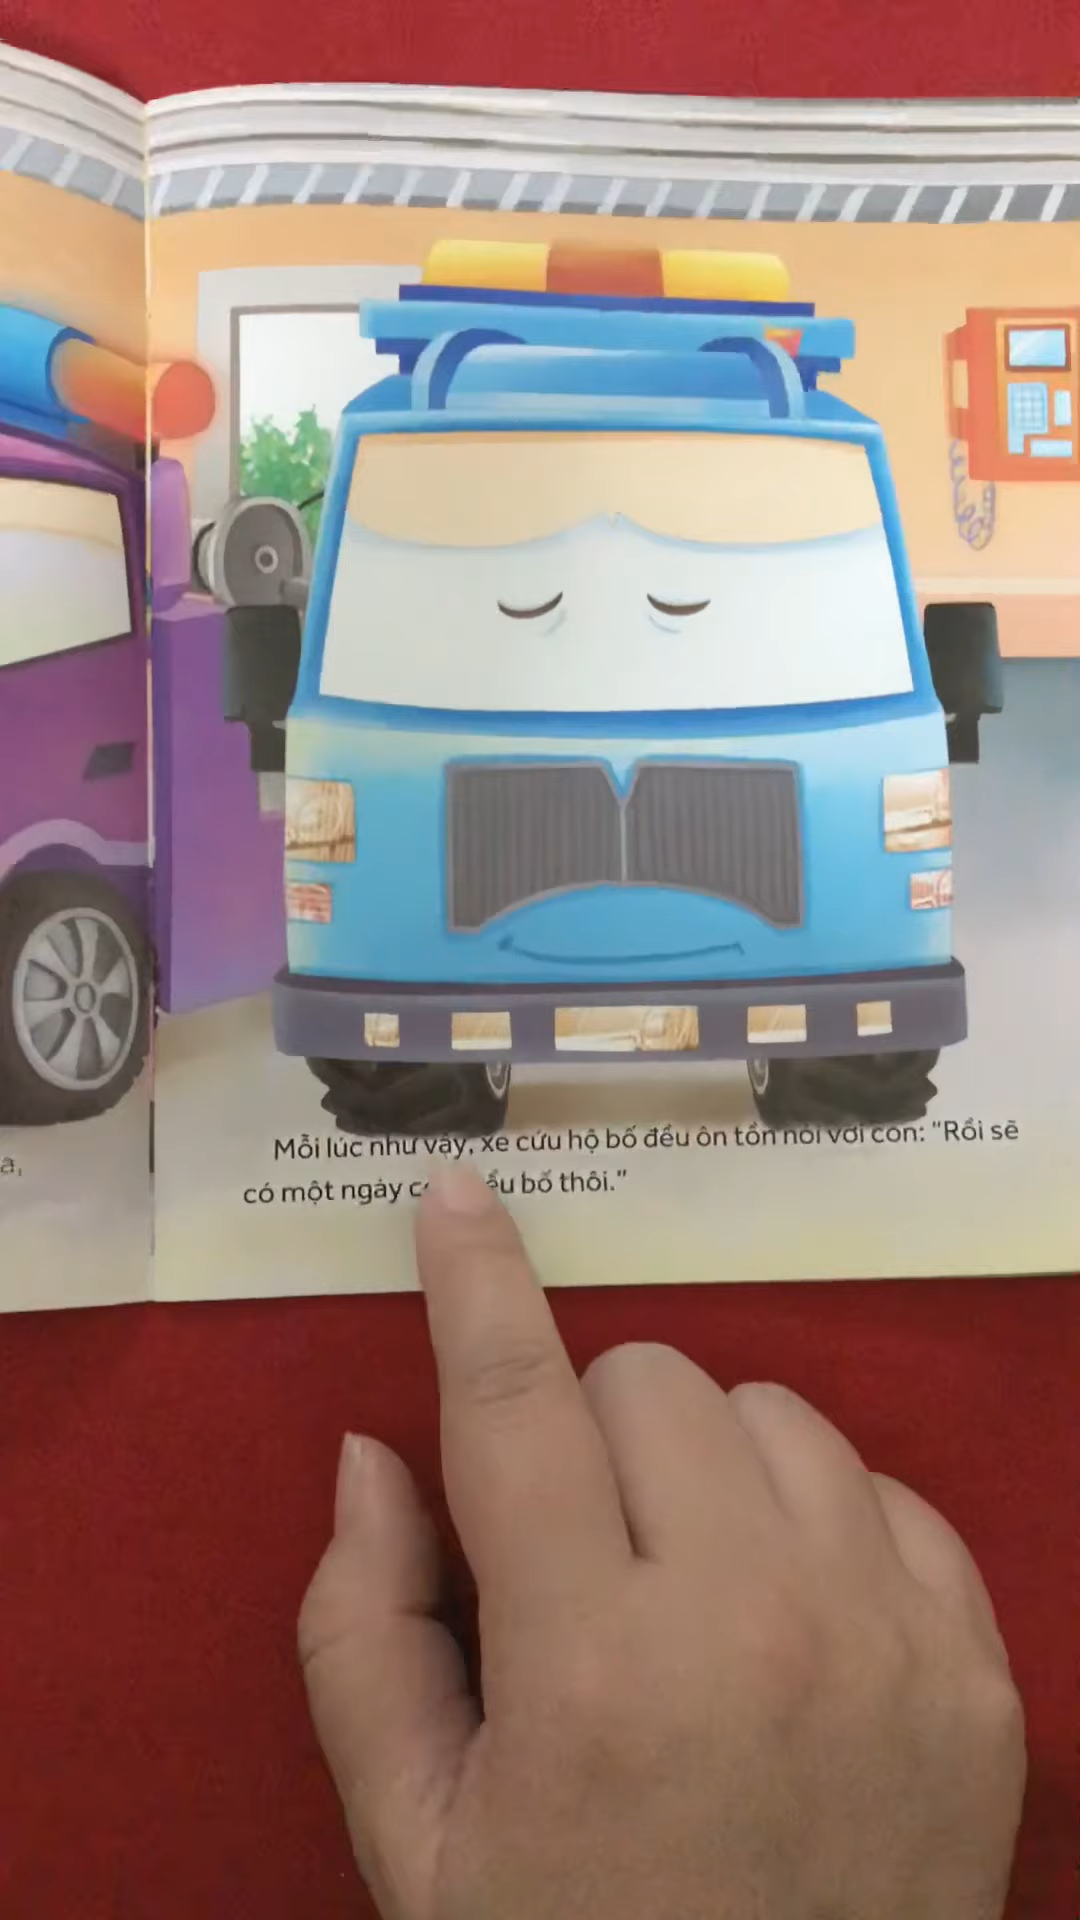 Mỗi lúc như vậy, xe cứu hộ bố đều ôn tồn nói với con: "Rồi sẽ
có một ngày bố thôi."
ã,